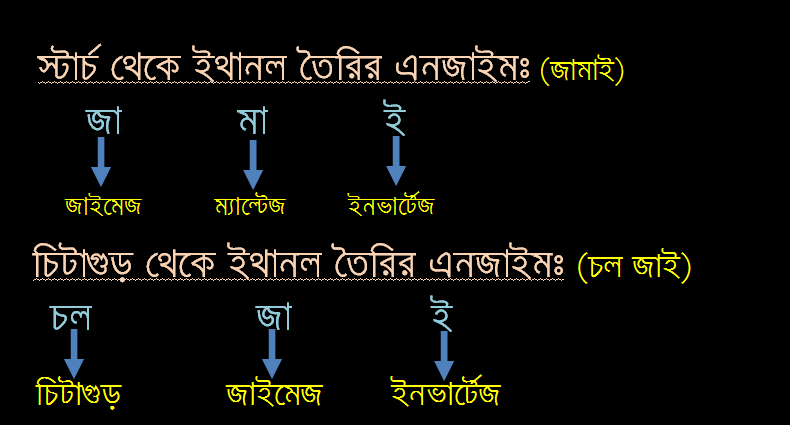 স্টার্চ থেকে ইথানল তৈরির এনজাইমঃ (জামাই)
জা মা ই
জাইমেজ ম্যাল্টেজ ইনভার্টেজ
চিটাগুড় থেকে ইথানল তৈরির এনজাইমঃ (চল জাই)
চল জা ই
চিটাগুড় জাইমেজ ইনভার্টেজ